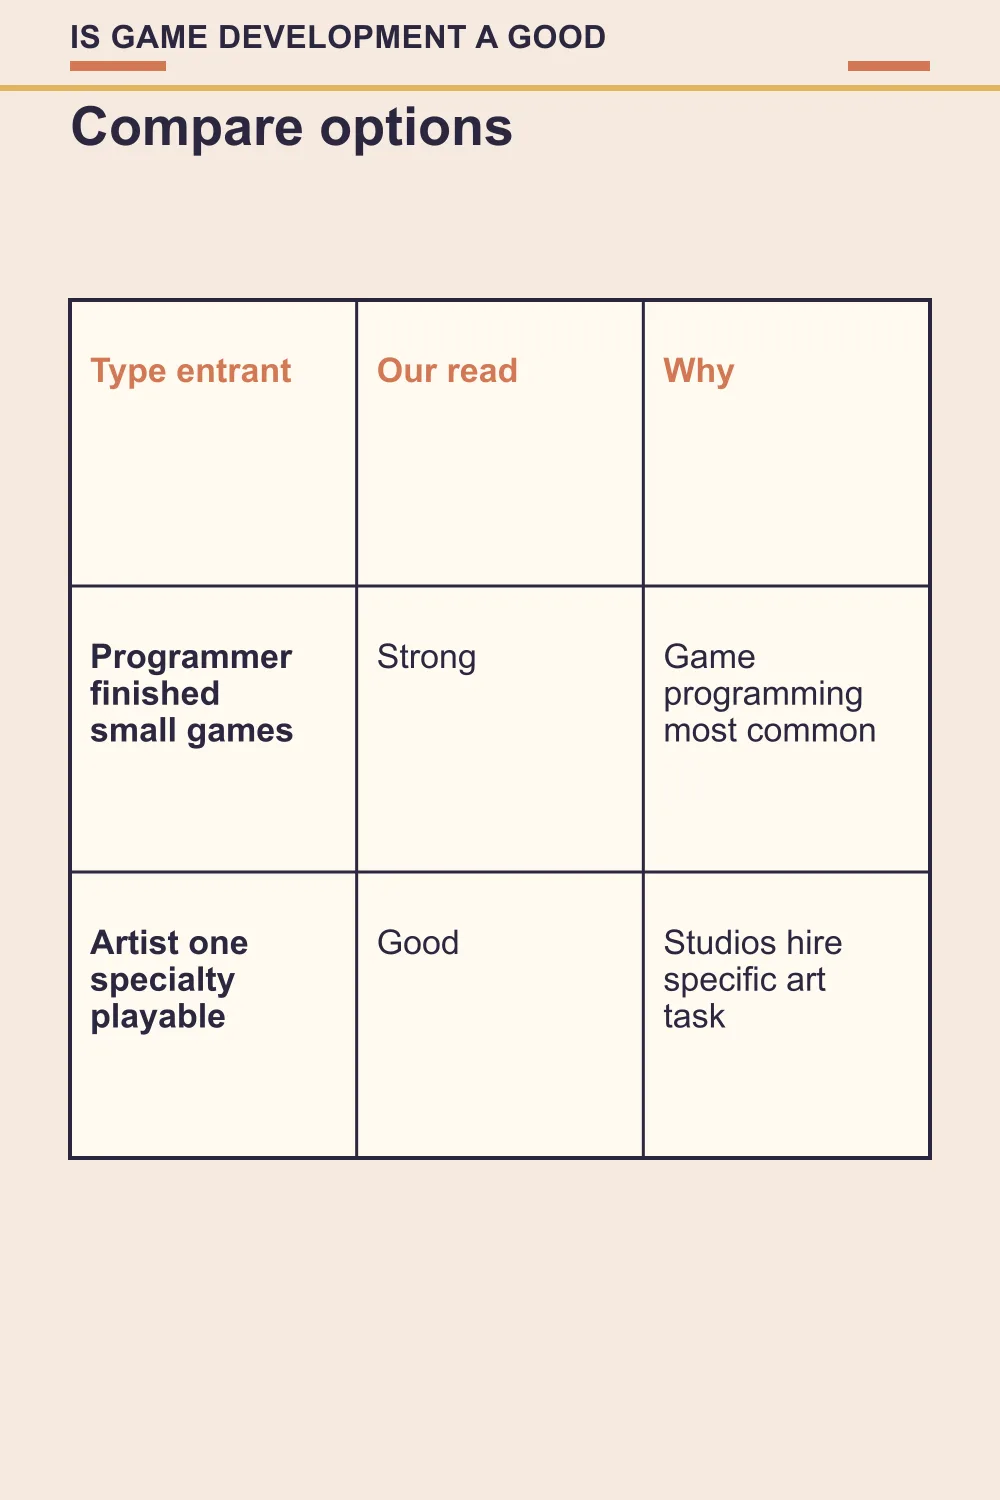 IS GAME DEVELOPMENT A GOOD
Compare options
Type entrant
Our read
Why
Programmer
finished
small games
Strong
Game
programming
most common
Artist one
specialty
playable
Good
Studios hire
specific art
task